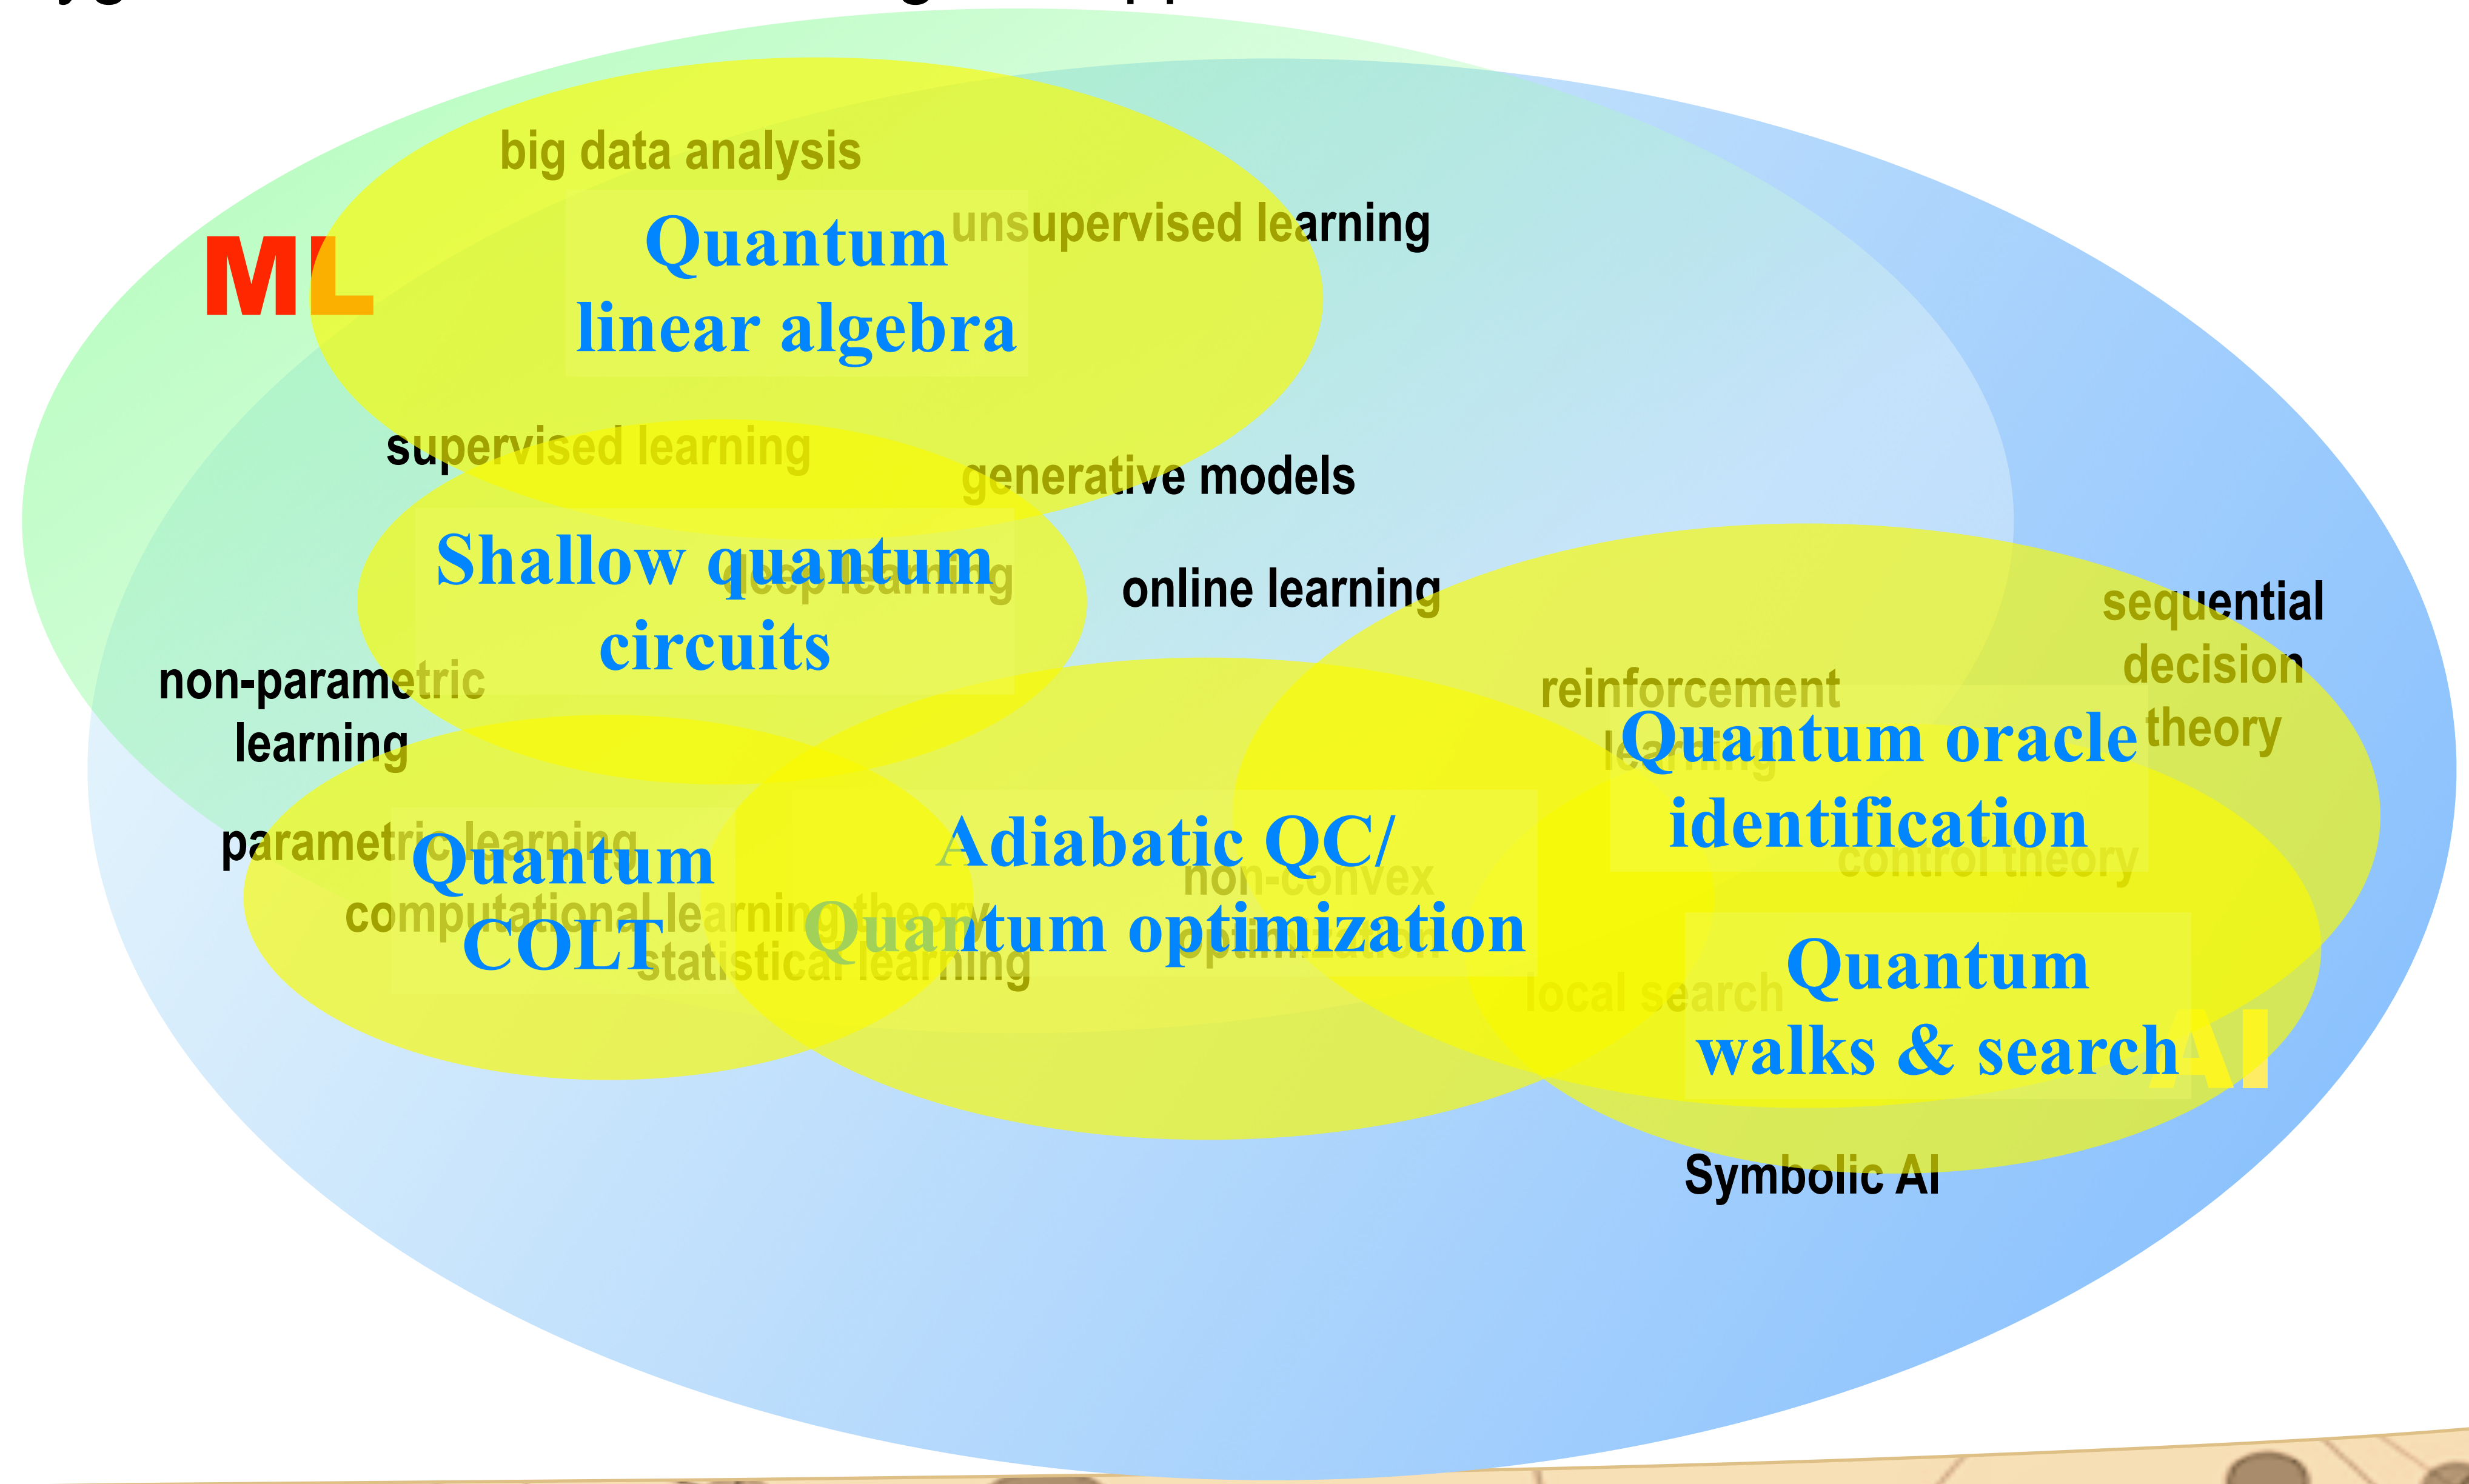 big data analysis
unsupervised learning
Quantum
linear algebra
ML
supervised learning
generative models
Shallow quantum
circuits
deep learning
online learning
sequential
decision
theory
non-parametric
learning
reinforcement
learning
Quantum oracle
identification
parametric learning
Quantum
COLT
computational learning theory
statistical learning
Adiabatic QC/
Quantum optimization
non-convex
optimization
control theory
local search
Quantum
walks & search
AI
Symbolic AI